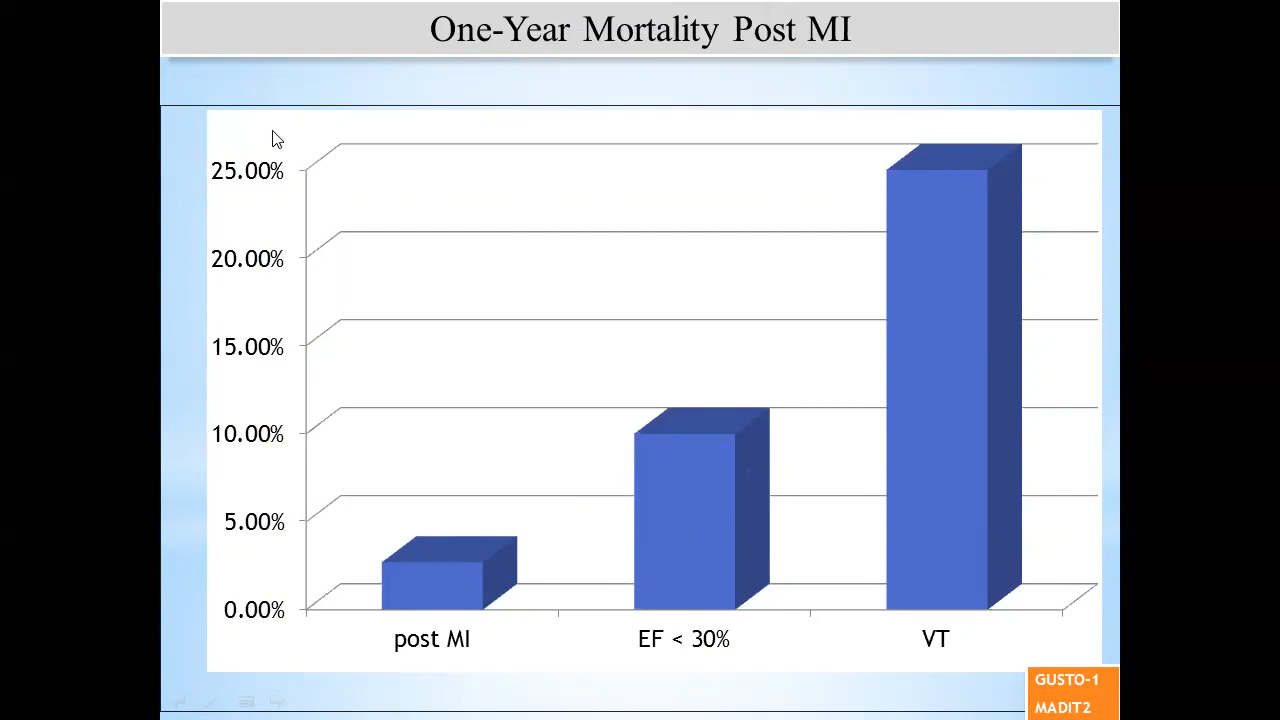 One-Year Mortality Post MI
25.00%
20.00%
15.00%
10.00%
5.00%
0.00%
post MI
EF < 30%
VT
GUSTO-1
MADIT2